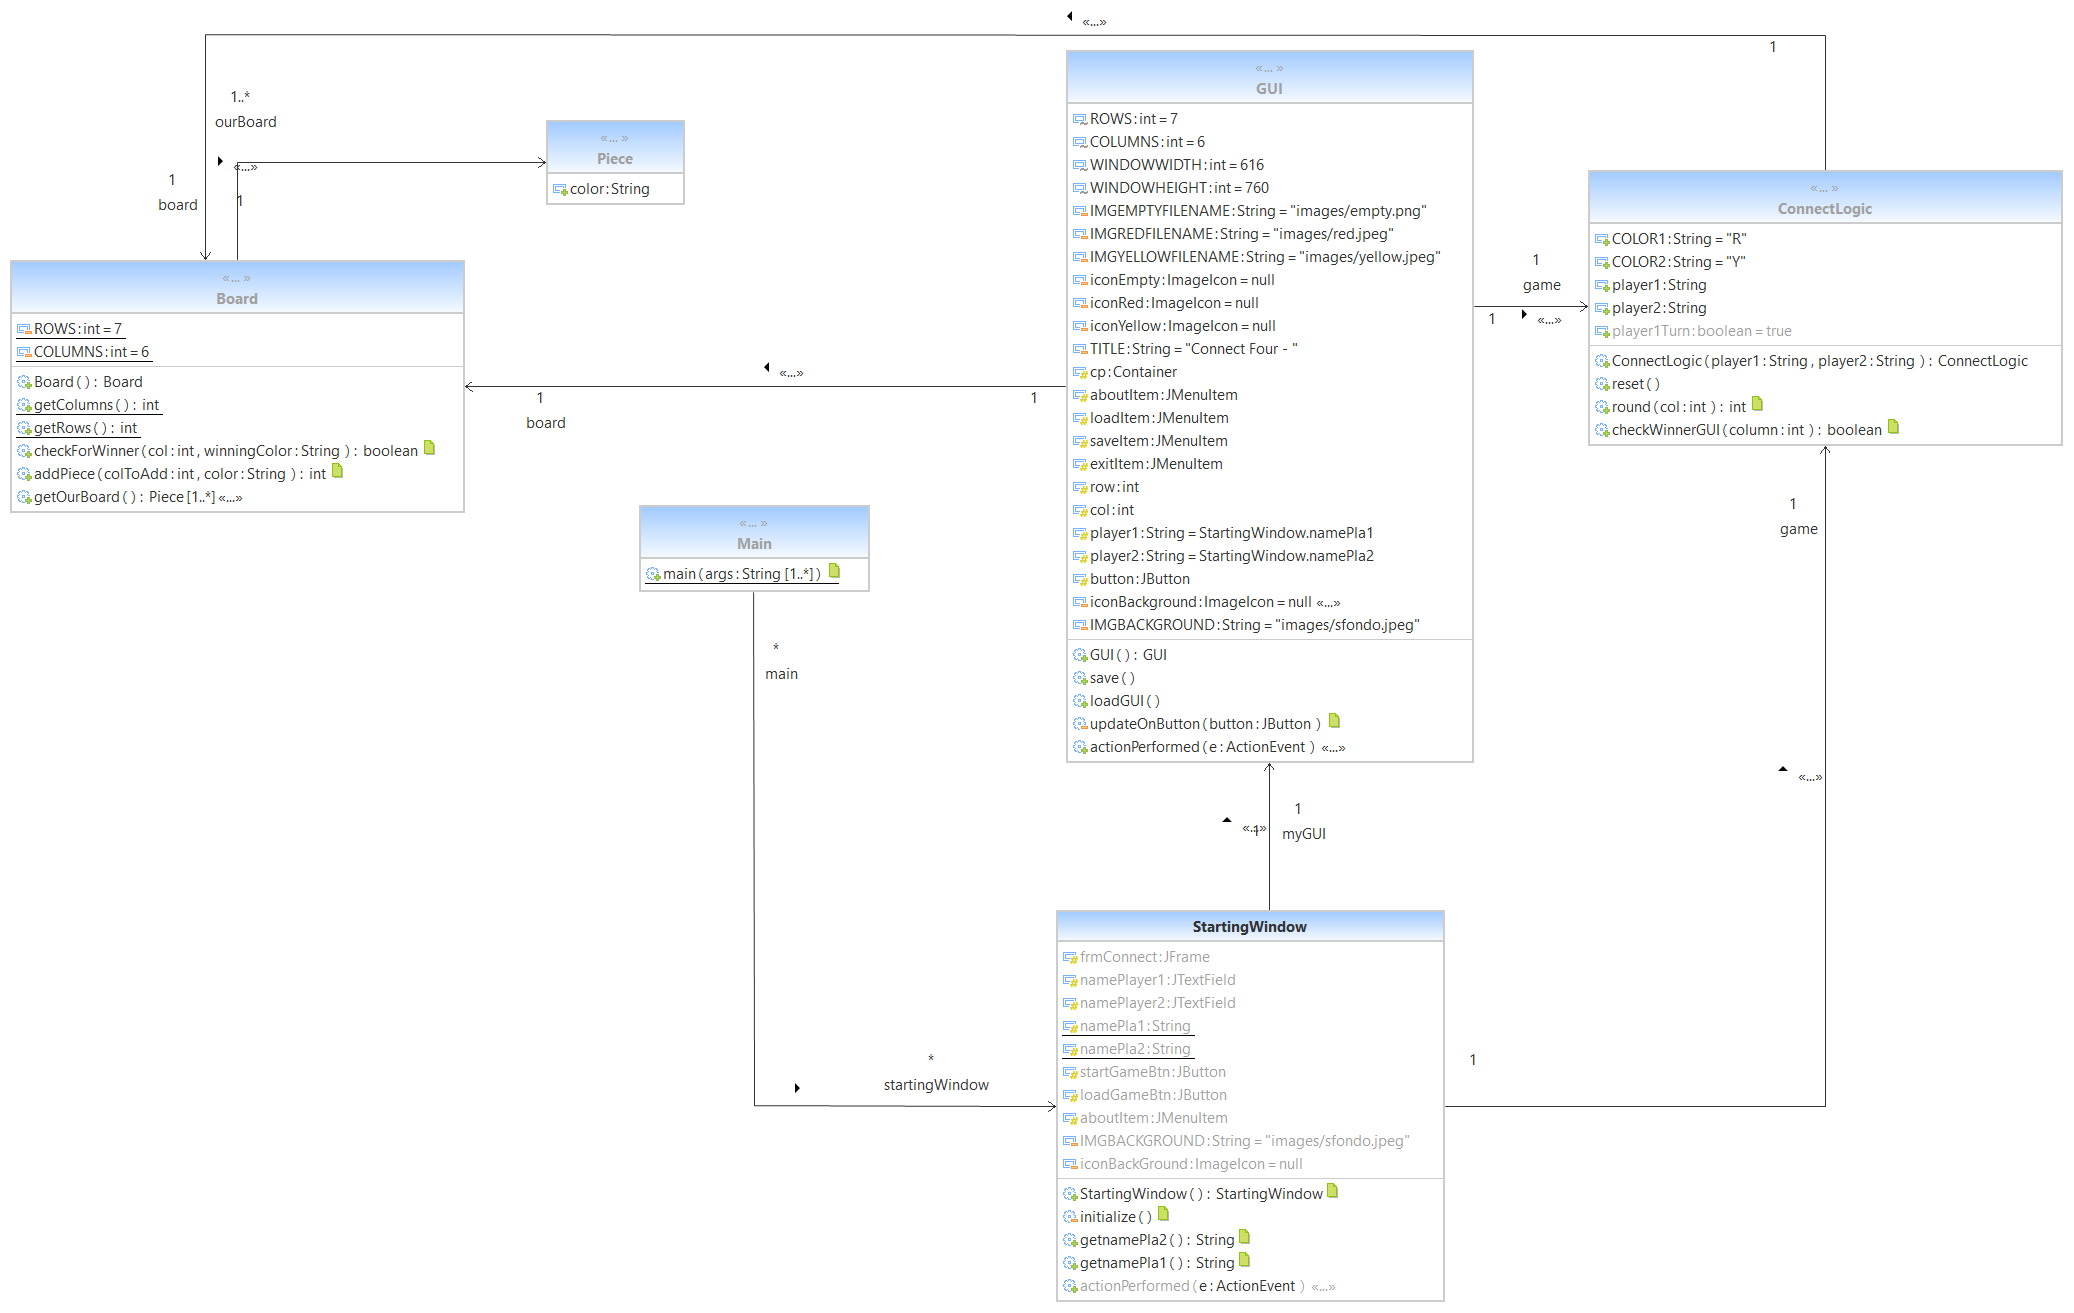 «...»
1
1..*
ourBoard
«...»
1
1
board
«... »
Piece
color:String
«... »
Board
ROWS:int = 7
COLUMNS:int = 6
Board ( ) : Board
getColumns ( ) : int
getRows ( ) : int
checkForWinner (col : int , winningColor : String ) : boolean
addPiece (colToAdd : int , color : String ) : int
getOurBoard ( ) : Piece [1..*] «...»
«... »
Main
main (args : String [1..*] )
*
main
*
startingWindow
«...»
1
board
1
«... »
GUI
ROWS:int = 7
COLUMNS:int = 6
WINDOWWIDTH:int = 616
WINDOWHEIGHT:int = 760
IMGEMPTYFILENAME:String = "images/empty.png"
IMGREDFILENAME:String = "images/red.jpeg"
IMGYELLOWFILENAME:String = "images/yellow.jpeg"
iconEmpty:ImageIcon = null
iconRed:ImageIcon = null
iconYellow:ImageIcon = null
TITLE:String = "Connect Four - "
cp:Container
aboutItem:JMenuItem
loadItem:JMenuItem
saveItem:JMenuItem
exitItem:JMenuItem
row:int
col:int
player1:String = StartingWindow.namePla1
player2:String = StartingWindow.namePla2
button:JButton
iconBackground:ImageIcon = null «...»
IMGBACKGROUND:String = "images/sfondo.jpeg"
GUI ( ) : GUI
save ( )
loadGUI ( )
updateOnButton (button : JButton )
actionPerformed (e : ActionEvent ) «...»
1
game
1
«...»
«... »
ConnectLogic
COLOR1:String = "R"
COLOR2:String = "Y"
player1:String
player2:String
player1Turn:boolean = true
ConnectLogic (player1 : String , player2 : String ) : ConnectLogic
reset ( )
round (col : int ) : int
checkWinnerGUI (column : int ) : boolean
1
game
«...»
1
1
myGUI
«...»
1
StartingWindow
frmConnect:JFrame
namePlayer1:JTextField
namePlayer2:JTextField
namePla1:String
namePla2:String
startGameBtn:JButton
loadGameBtn:JButton
aboutItem:JMenuItem
IMGBACKGROUND:String = "images/sfondo.jpeg"
iconBackGround:ImageIcon = null
StartingWindow ( ) : StartingWindow
initialize ( )
getnamePla2 ( ) : String
getnamePla1 ( ) : String
actionPerformed (e : ActionEvent ) «...»